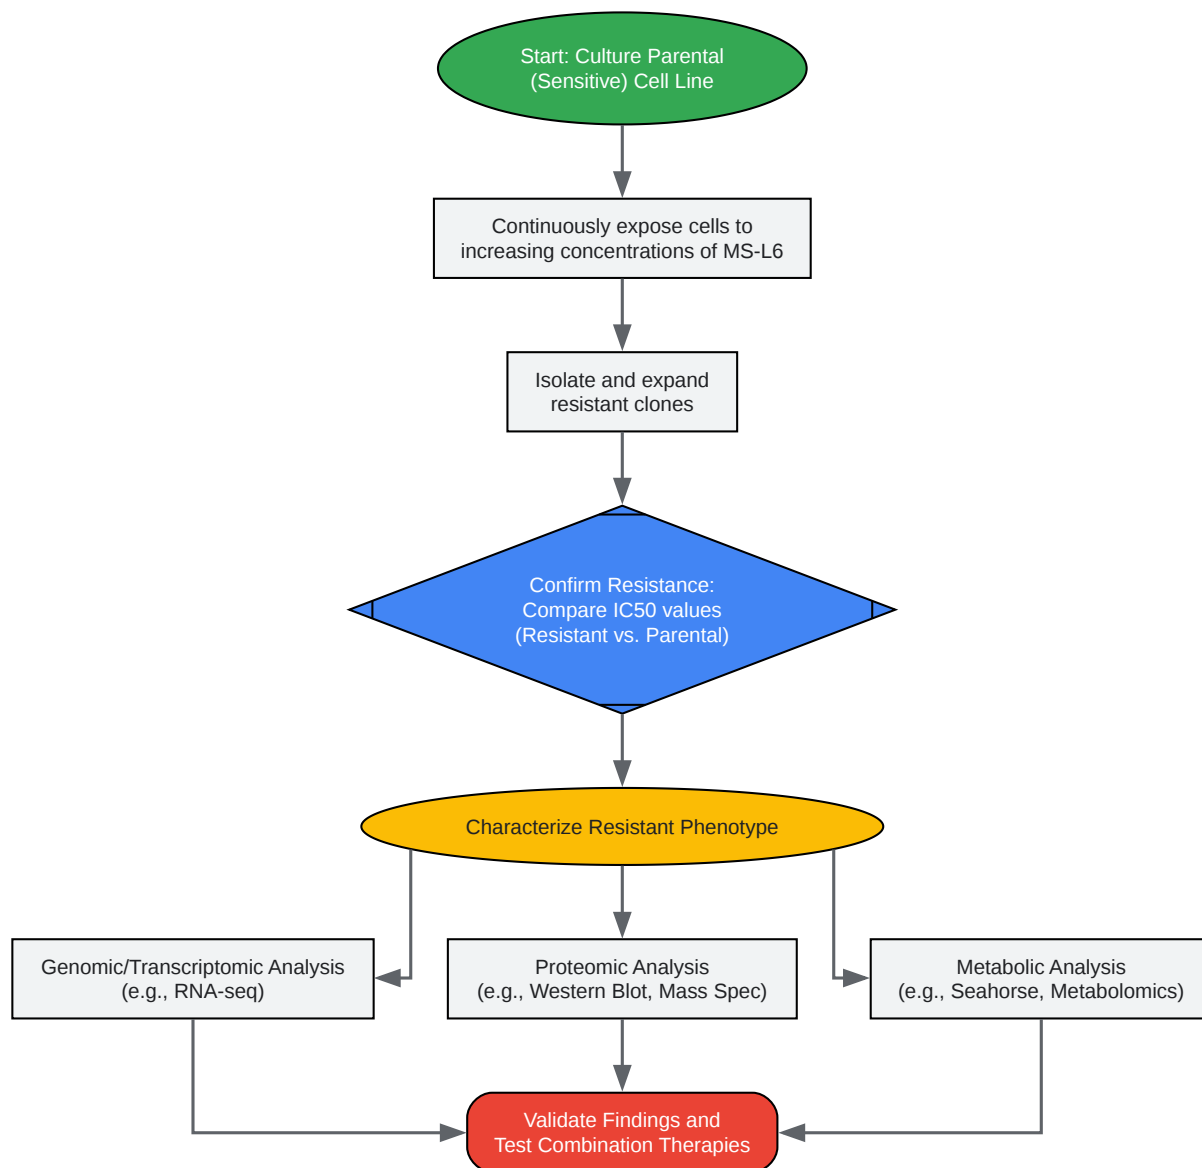 Start: Culture Parental
(Sensitive) Cell Line
Continuously expose cells to
increasing concentrations of MS-L6
Isolate and expand
resistant clones
Confirm Resistance:
Compare IC50 values
(Resistant vs. Parental)
Characterize Resistant Phenotype
Genomic/Transcriptomic Analysis
(e.g., RNA-seq)
Proteomic Analysis
(e.g., Western Blot, Mass Spec)
Metabolic Analysis
(e.g., Seahorse, Metabolomics)
Validate Findings and
Test Combination Therapies